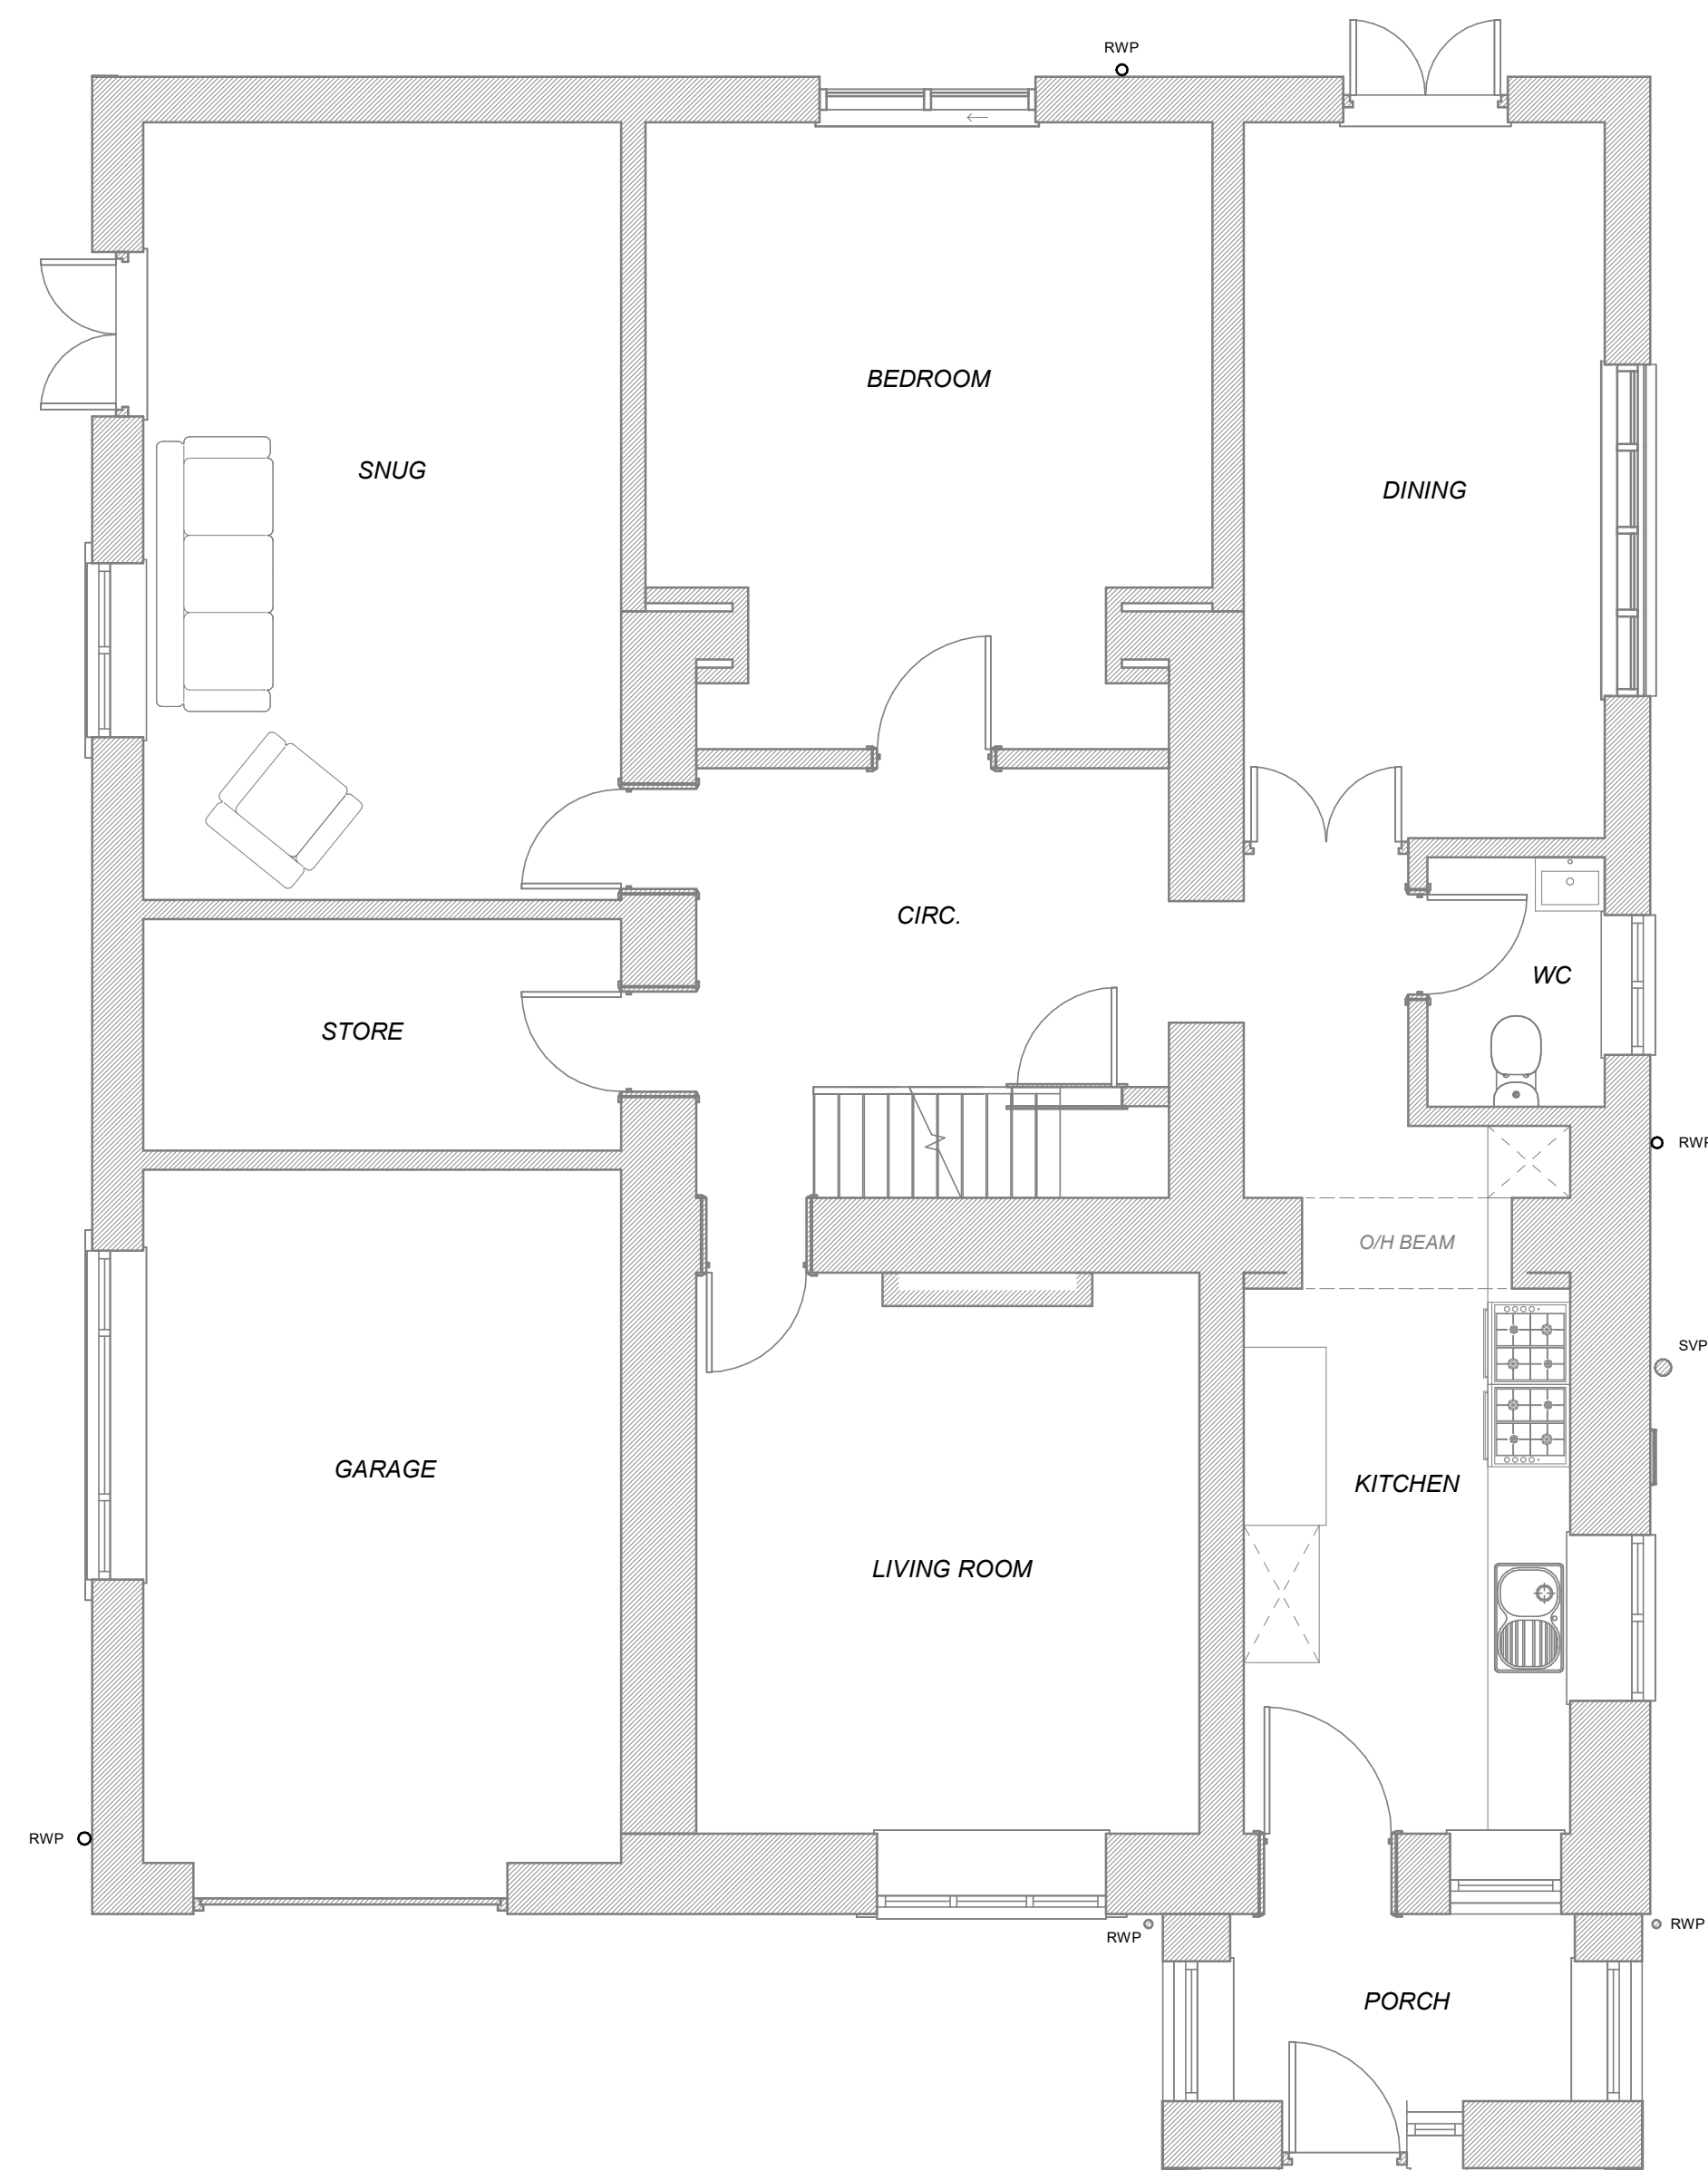 RWP
BEDROOM
SNUG
DINING
CIRC.
WC
STORE
RWP
O/H BEAM
SVP
GARAGE
KITCHEN
LIVING ROOM
RWP
RWP
RWP
PORCH